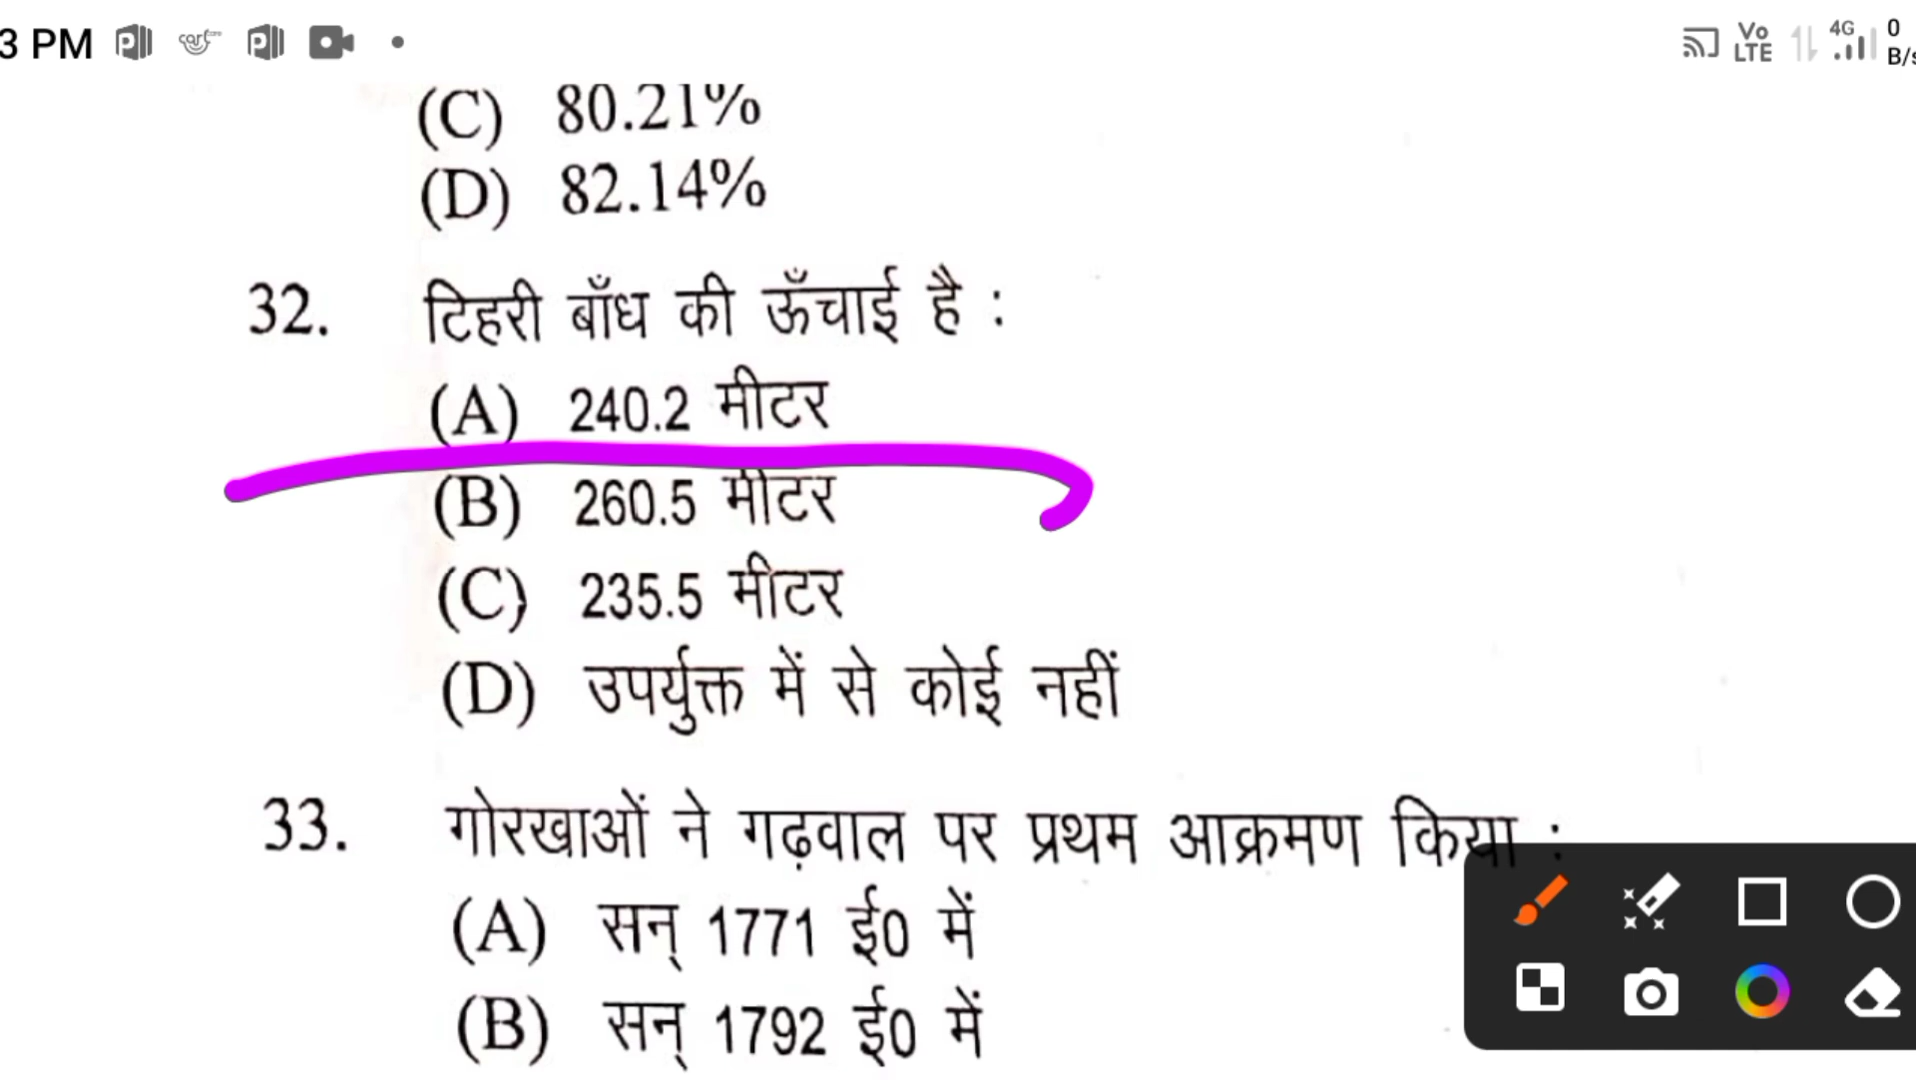 3 PM
Vo LTE 4G 0 B/s
(C) 80.21%
(D) 82.14%
32. टिहरी बाँध की ऊँचाई है :
(A) 240.2 मीटर
(B) 260.5 मीटर
(C) 235.5 मीटर
(D) उपर्युक्त में से कोई नहीं
33. गोरखाओं ने गढ़वाल पर प्रथम आक्रमण किया :
(A) सन् 1771 ई0 में
(B) सन् 1792 ई0 में